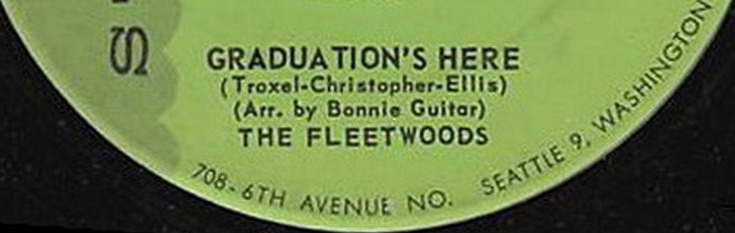 S
GRADUATION'S HERE
(Troxel-Christopher-Ellis)
(Arr. by Bonnie Guitar)
THE FLEETWOODS
708-6TH AVENUE NO. SEATTLE 9, WASHINGTON